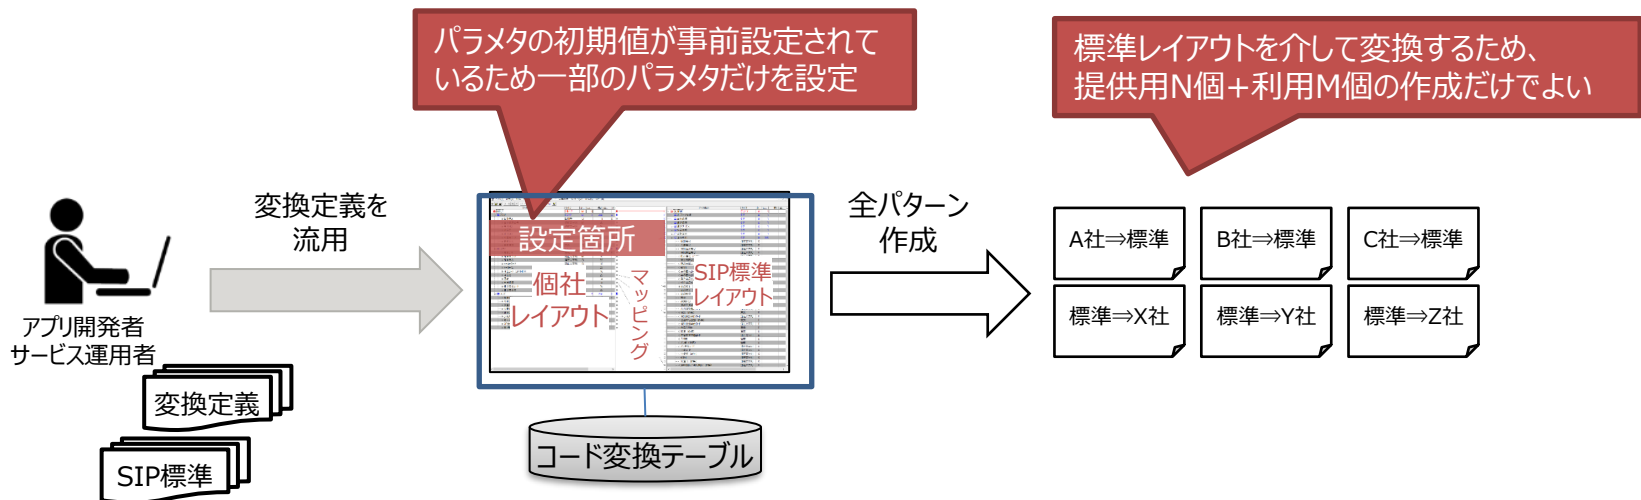 パラメタの初期値が事前設定されて
いるため一部のパラメタだけを設定
標準レイアウトを介して変換するため、
提供用N個+利用M個の作成だけでよい
アプリ開発者
サービス運用者
変換定義
SIP標準
変換定義を
流用
設定箇所
個社
レイアウト
マッピング
SIP標準
レイアウト
コード変換テーブル
全パターン
作成
A社⇒標準
B社⇒標準
C社⇒標準
標準⇒X社
標準⇒Y社
標準⇒Z社